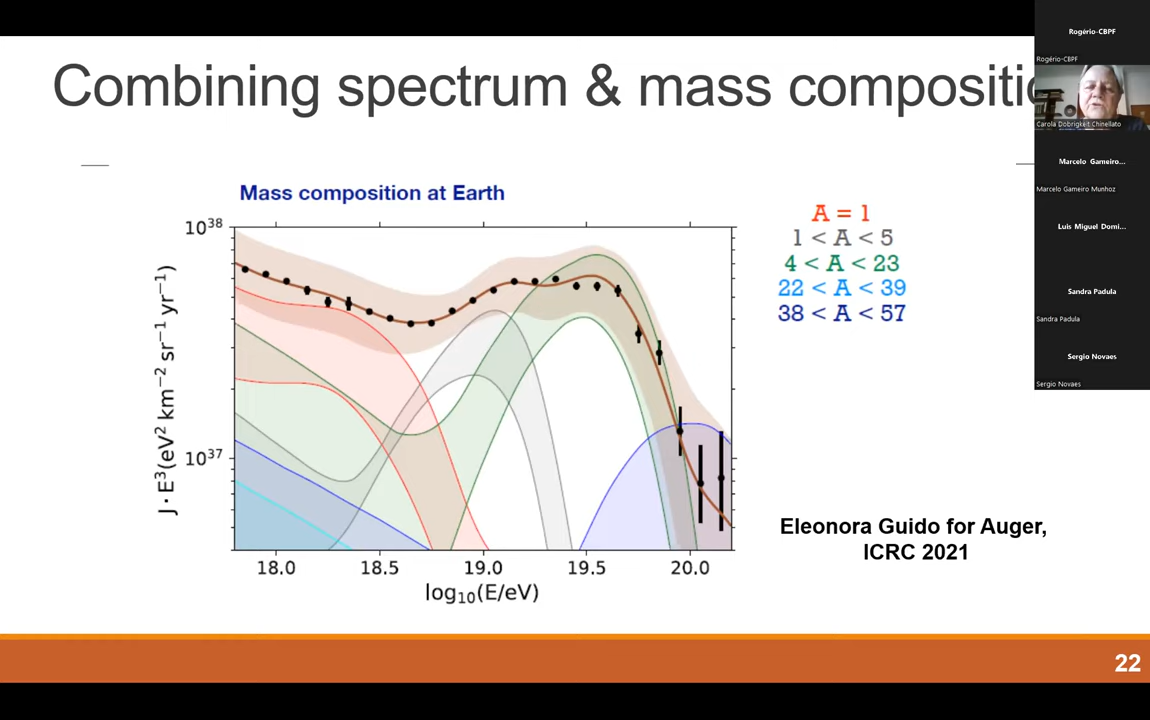 Combining spectrum & mass compositi
Mass composition at Earth
10^38
10^37
J · E^3(eV^2 km^−2 sr^−1 yr^−1)
18.0
18.5
19.0
19.5
20.0
log10(E/eV)
A = 1
1 < A < 5
4 < A < 23
22 < A < 39
38 < A < 57
Eleonora Guido for Auger,
ICRC 2021
22
Rogério-CBPF
Rogério-CBPF
Carola Dobrigkeit Chinellato
Marcelo Gameiro...
Marcelo Gameiro Munhoz
Luis Miguel Domi...
Sandra Padula
Sandra Padula
Sergio Novaes
Sergio Novaes